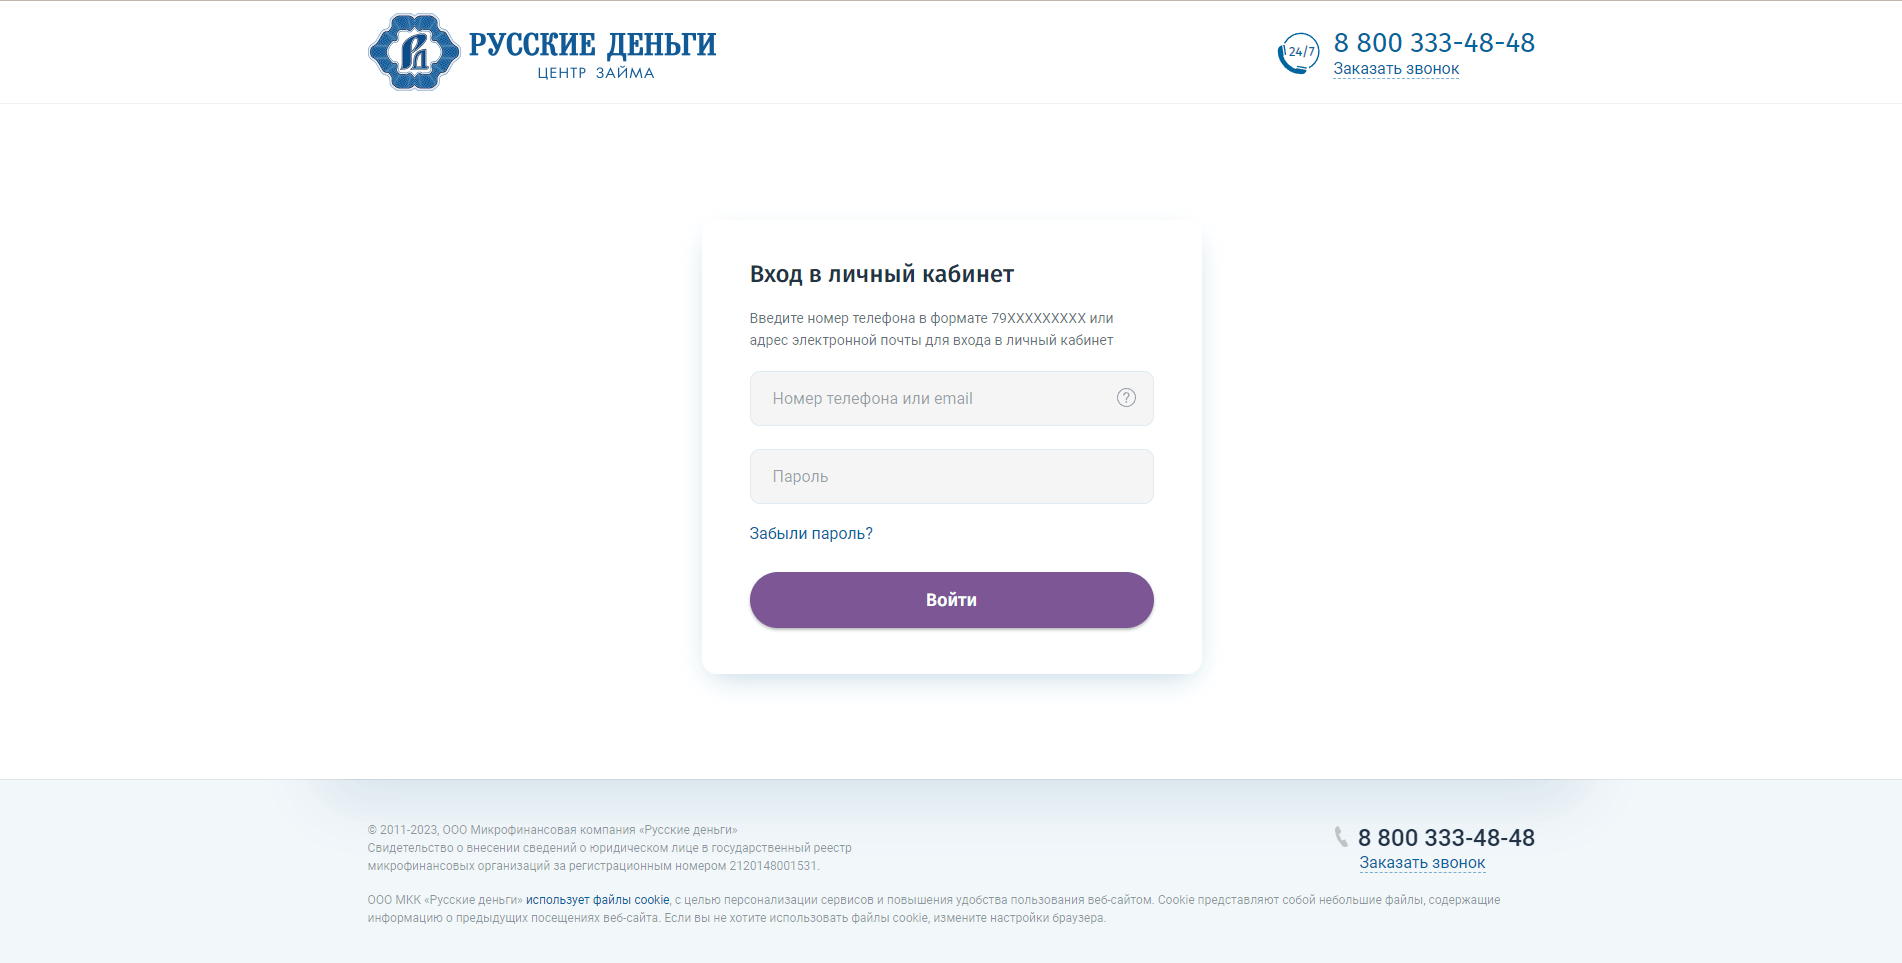 РД
РУССКИЕ ДЕНЬГИ
ЦЕНТР ЗАЙМА
24/7
8 800 333-48-48
Заказать звонок
Вход в личный кабинет
Введите номер телефона в формате 79XXXXXXXXX или
адрес электронной почты для входа в личный кабинет
Номер телефона или email
?
Пароль
Забыли пароль?
Войти
© 2011-2023, ООО Микрофинансовая компания «Русские деньги»
Свидетельство о внесении сведений о юридическом лице в государственный реестр
микрофинансовых организаций за регистрационным номером 2120148001531.
8 800 333-48-48
Заказать звонок
ООО МКК «Русские деньги» использует файлы cookie, с целью персонализации сервисов и повышения удобства пользования веб-сайтом. Cookie представляют собой небольшие файлы, содержащие
информацию о предыдущих посещениях веб-сайта. Если вы не хотите использовать файлы cookie, измените настройки браузера.